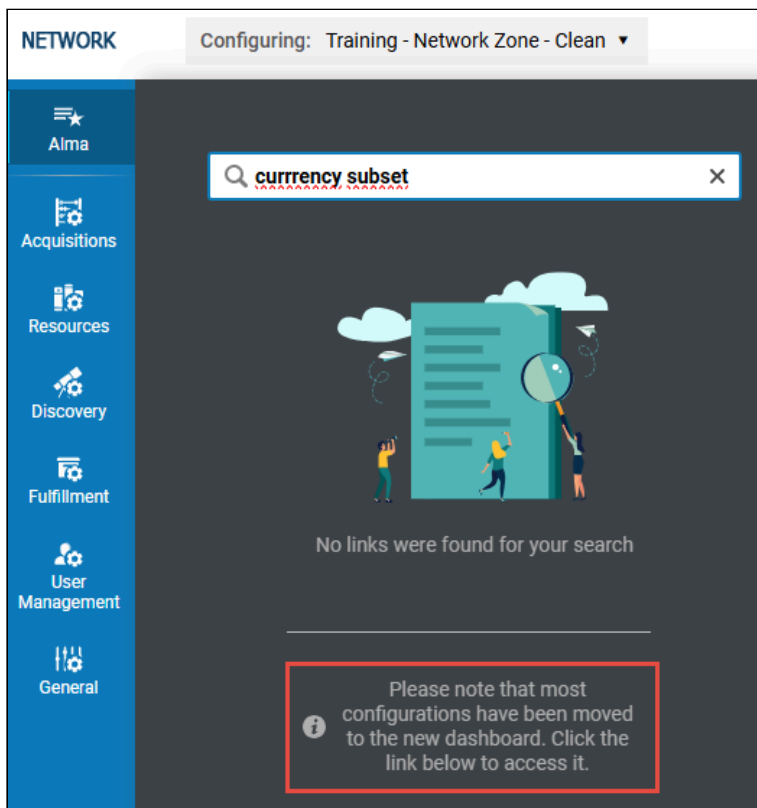 NETWORK
Configuring: Training - Network Zone - Clean
Alma
currrency subset
Acquisitions
Resources
Discovery
Fulfillment
User
Management
General
No links were found for your search
Please note that most
configurations have been moved
to the new dashboard. Click the
link below to access it.